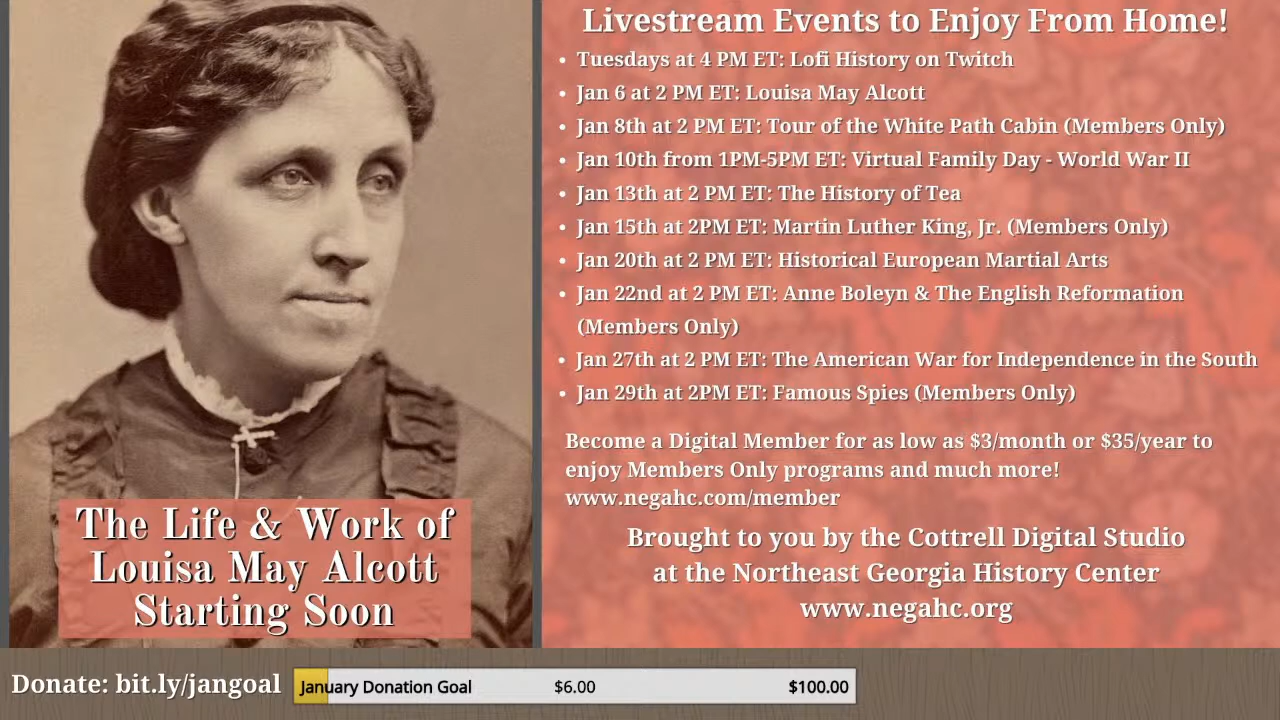 Livestream Events to Enjoy From Home!
• Tuesdays at 4 PM ET: Lofi History on Twitch
• Jan 6 at 2 PM ET: Louisa May Alcott
• Jan 8th at 2 PM ET: Tour of the White Path Cabin (Members Only)
• Jan 10th from 1PM-5PM ET: Virtual Family Day - World War II
• Jan 13th at 2 PM ET: The History of Tea
• Jan 15th at 2PM ET: Martin Luther King, Jr. (Members Only)
• Jan 20th at 2 PM ET: Historical European Martial Arts
• Jan 22nd at 2 PM ET: Anne Boleyn & The English Reformation
(Members Only)
• Jan 27th at 2 PM ET: The American War for Independence in the South
• Jan 29th at 2PM ET: Famous Spies (Members Only)
Become a Digital Member for as low as $3/month or $35/year to
enjoy Members Only programs and much more!
www.negahc.com/member
Brought to you by the Cottrell Digital Studio
at the Northeast Georgia History Center
www.negahc.org
The Life & Work of
Louisa May Alcott
Starting Soon
Donate: bit.ly/jangoal
January Donation Goal $6.00 $100.00